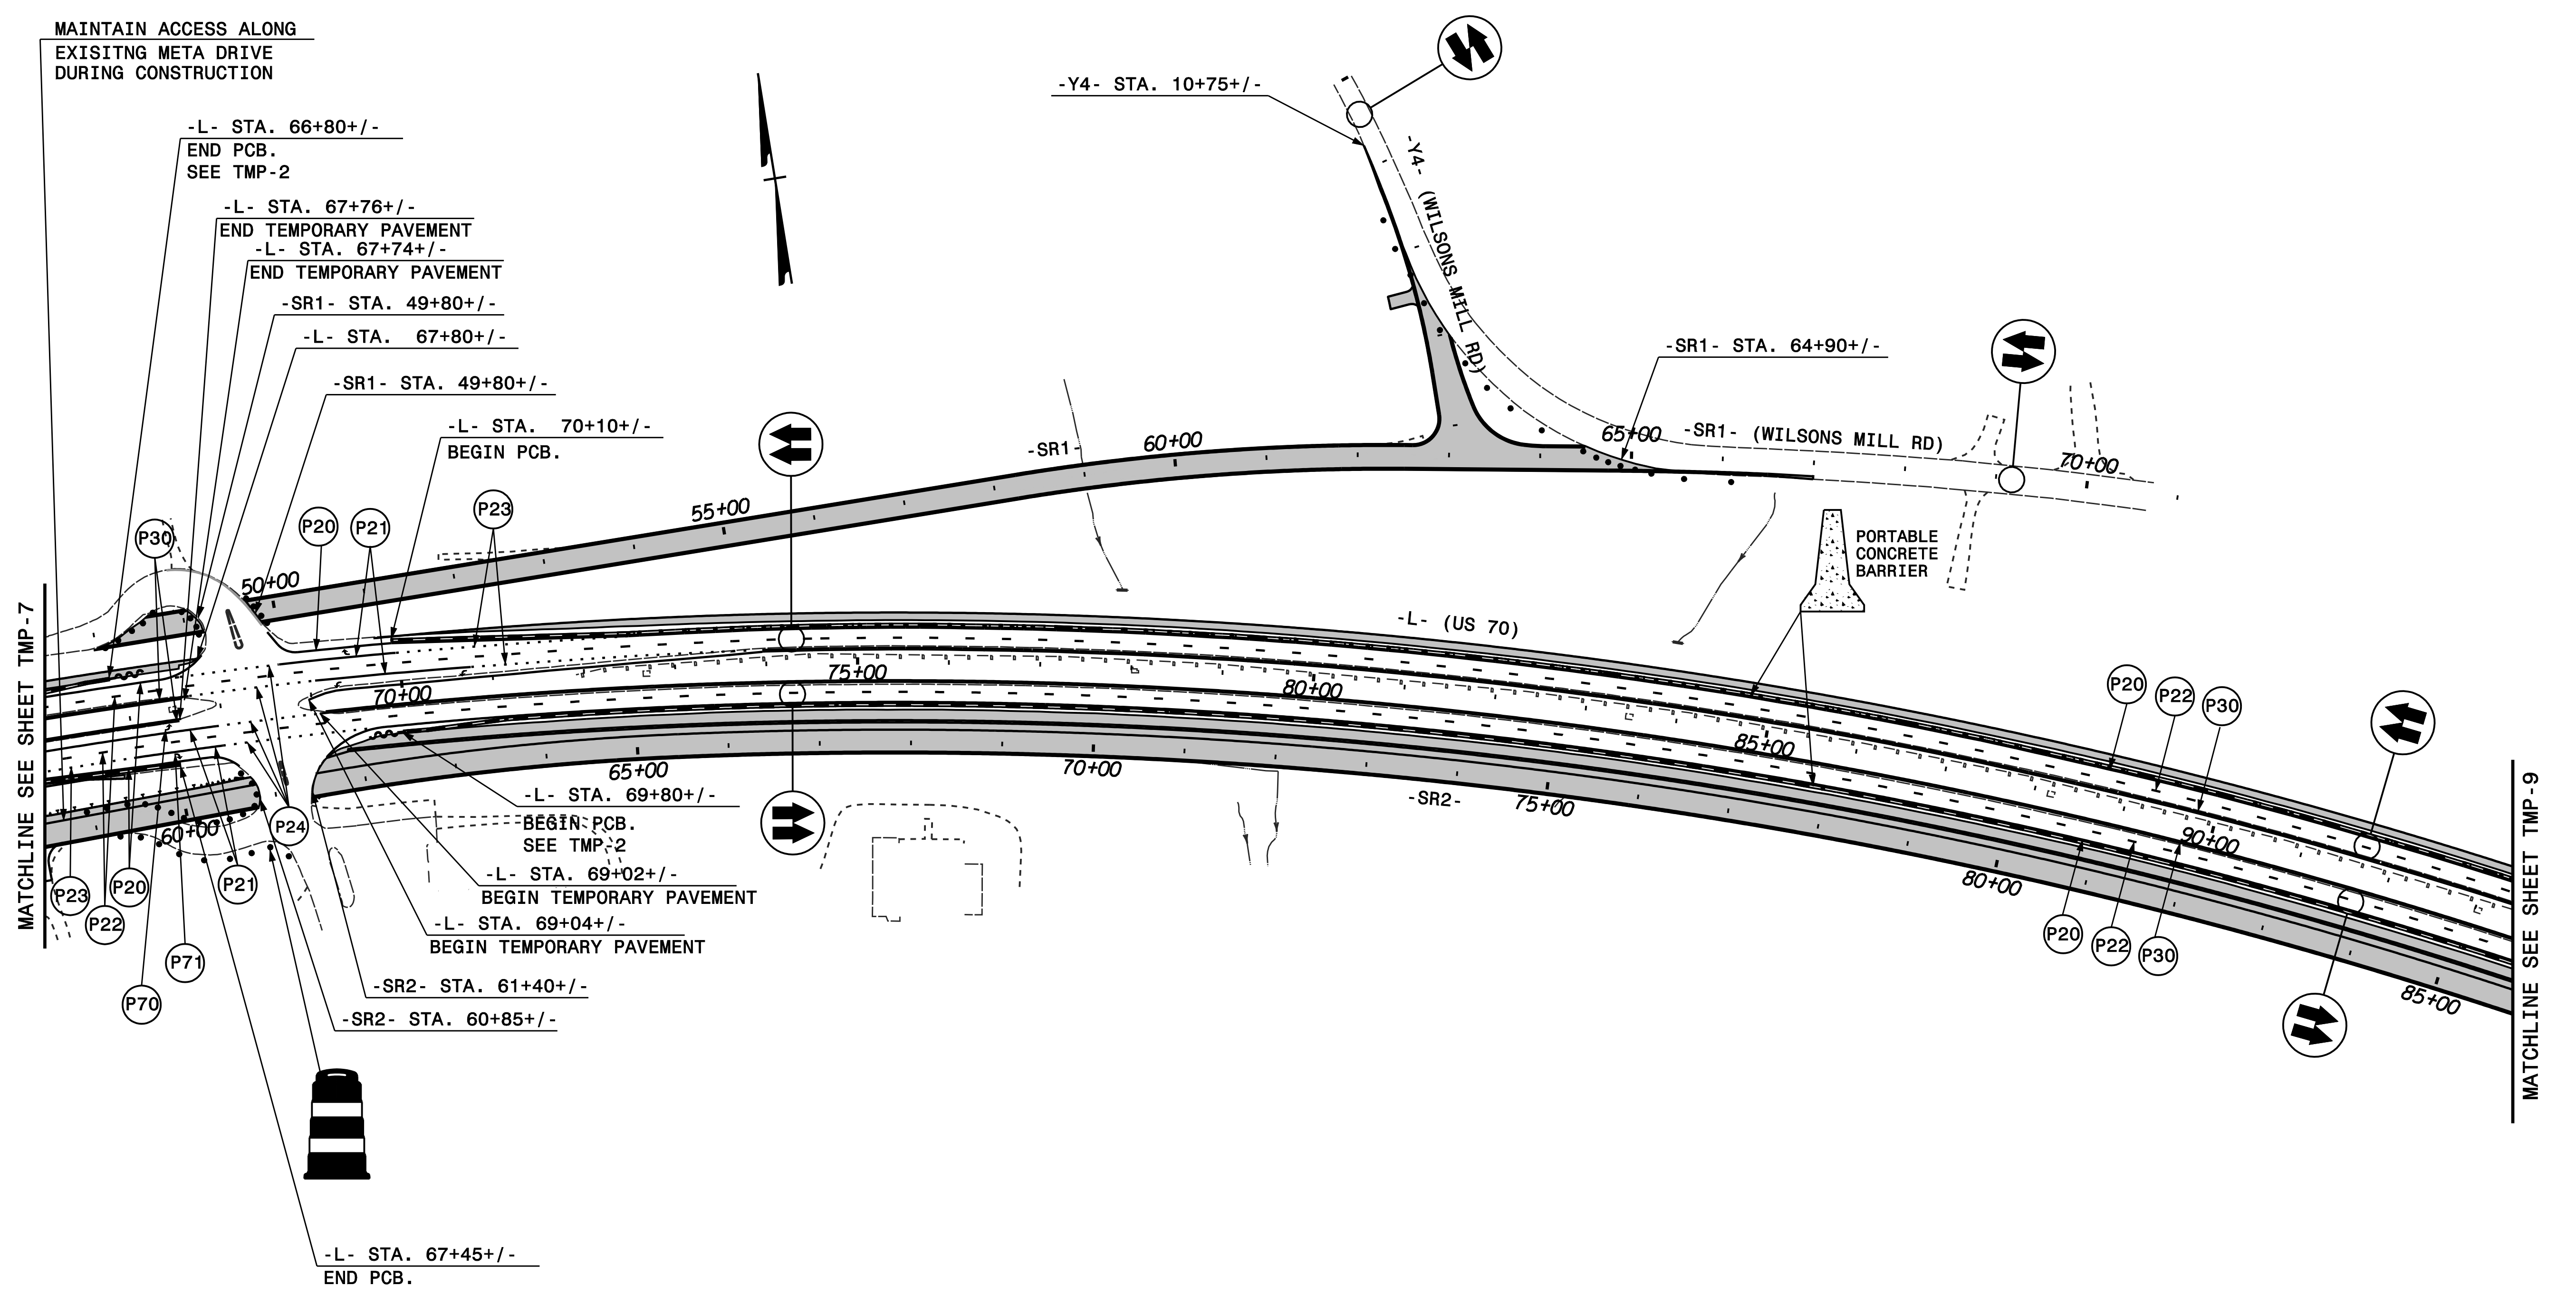 MAINTAIN ACCESS ALONG
EXISITNG META DRIVE
DURING CONSTRUCTION
-L- STA. 66+80+/-
END PCB.
SEE TMP-2
-L- STA. 67+76+/-
END TEMPORARY PAVEMENT
-L- STA. 67+74+/-
END TEMPORARY PAVEMENT
-SR1- STA. 49+80+/-
-L- STA. 67+80+/-
-SR1- STA. 49+80+/-
-L- STA. 70+10+/-
BEGIN PCB.
-Y4- STA. 10+75+/-
-Y4- (WILSONS MILL RD)
-SR1- STA. 64+90+/-
65+00
-SR1- (WILSONS MILL RD)
70+00
-SR1-
60+00
55+00
50+00
P30
P20
P21
P23
PORTABLE
CONCRETE
BARRIER
-L- (US 70)
70+00
75+00
80+00
85+00
90+00
P20
P22
P30
65+00
70+00
-SR2-
75+00
80+00
85+00
P20
P22
P30
60+00
P24
P23
P22
P20
P21
P71
P70
-L- STA. 69+80+/-
BEGIN PCB.
SEE TMP-2
-L- STA. 69+02+/-
BEGIN TEMPORARY PAVEMENT
-L- STA. 69+04+/-
BEGIN TEMPORARY PAVEMENT
-SR2- STA. 61+40+/-
-SR2- STA. 60+85+/-
-L- STA. 67+45+/-
END PCB.
MATCHLINE SEE SHEET TMP-7
MATCHLINE SEE SHEET TMP-9